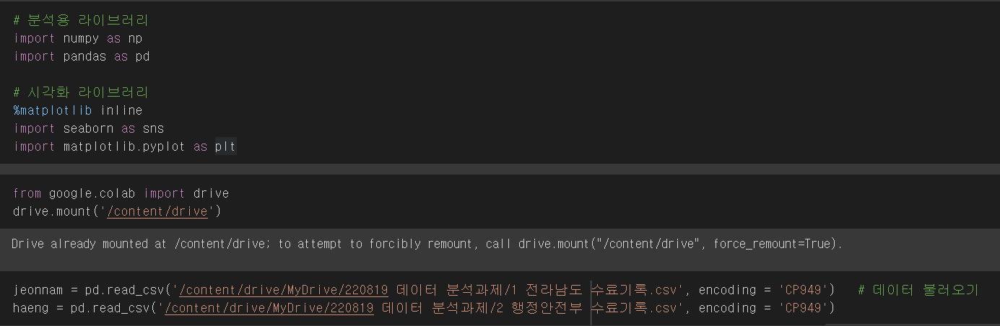 # 분석용 라이브러리
import numpy as np
import pandas as pd
# 시각화 라이브러리
%matplotlib inline
import seaborn as sns
import matplotlib.pyplot as plt
from google.colab import drive
drive.mount('/content/drive')
Drive already mounted at /content/drive; to attempt to forcibly remount, call drive.mount("/content/drive", force_remount=True).
jeonnam = pd.read_csv('/content/drive/MyDrive/220819 데이터 분석과제/1 전라남도 수료기록.csv', encoding = 'CP949') # 데이터 불러오기
haeng = pd.read_csv('/content/drive/MyDrive/220819 데이터 분석과제/2 행정안전부 수료기록.csv', encoding = 'CP949')